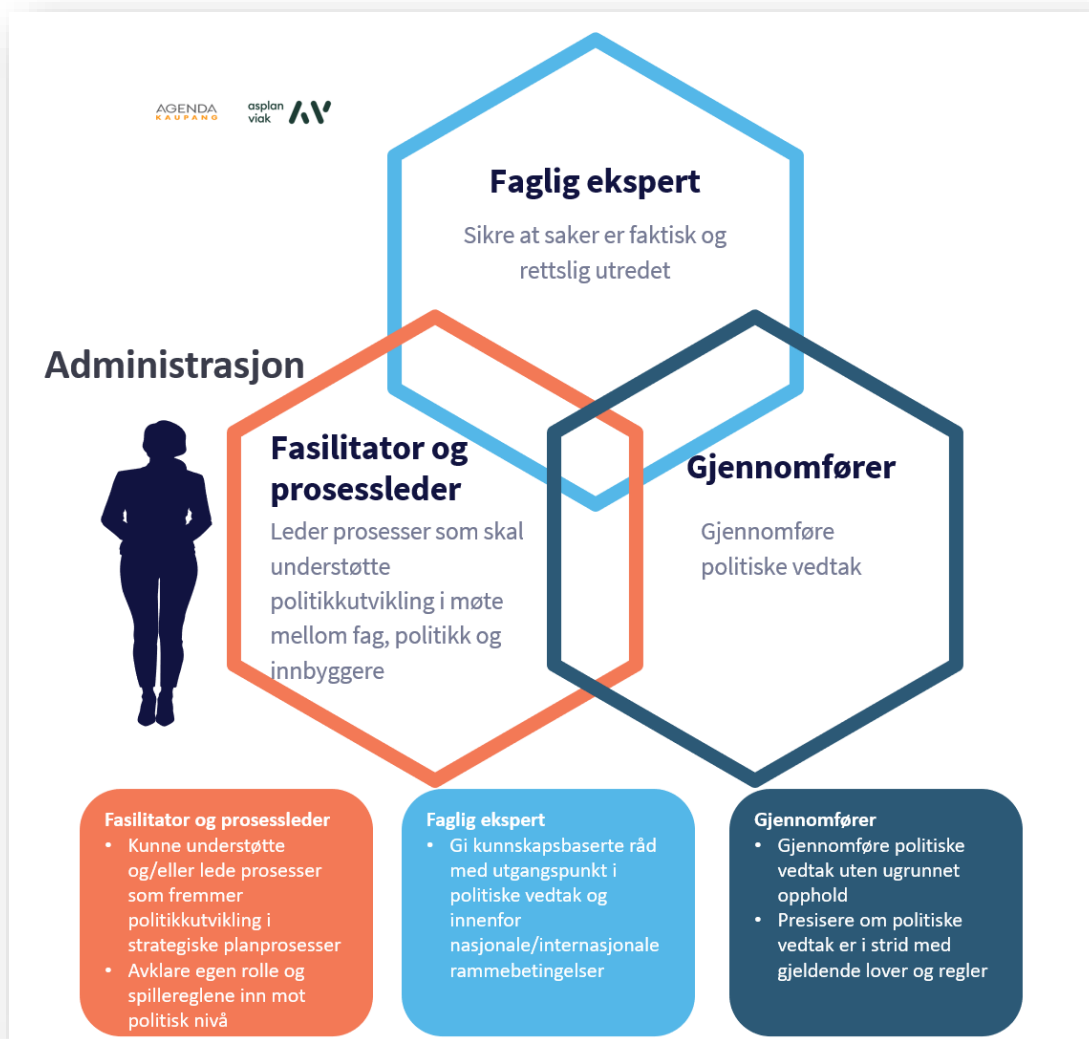 AGENDA
KAUPANG
asplan
viak
Faglig ekspert
Sikre at saker er faktisk og
rettslig utredet
Administrasjon
Fasilitator og
prosessleder
Leder prosesser som skal
understøtte
politikkutvikling i møte
mellom fag, politikk og
innbyggere
Gjennomfører
Gjennomføre
politiske vedtak
Fasilitator og prosessleder
• Kunne understøtte
og/eller lede prosesser
som fremmer
politikkutvikling i
strategiske planprosesser
• Avklare egen rolle og
spillereglene inn mot
politisk nivå
Faglig ekspert
• Gi kunnskapsbaserte råd
med utgangspunkt i
politiske vedtak og
innenfor
nasjonale/internasjonale
rammebetingelser
Gjennomfører
• Gjennomføre politiske
vedtak uten ugrunnet
opphold
• Presisere om politiske
vedtak er i strid med
gjeldende lover og regler